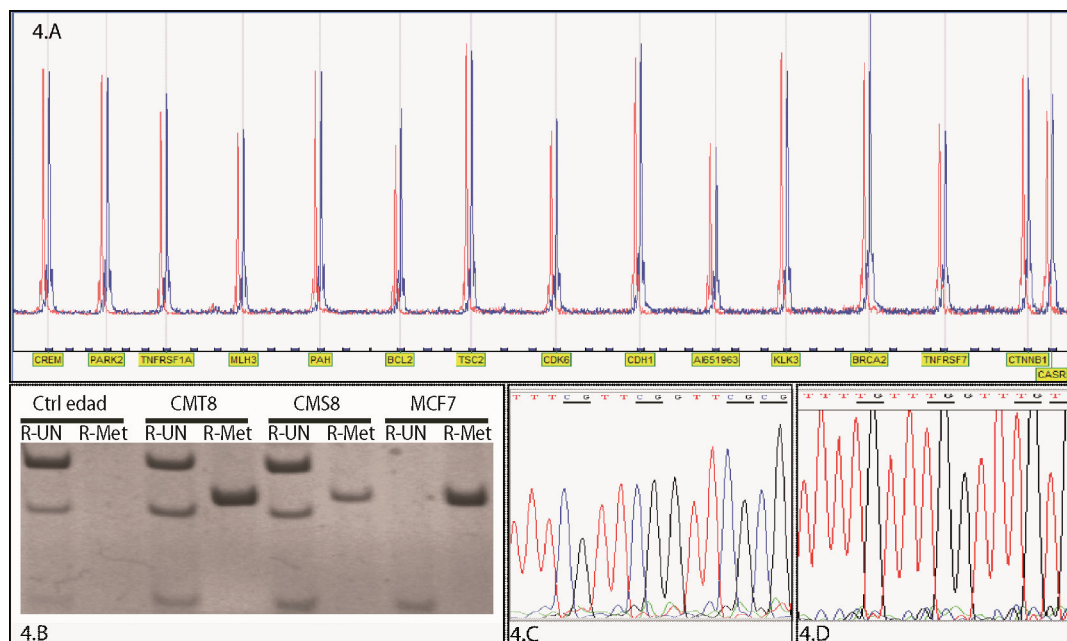 4.A
CREM PARK2 TNFRSF1A MLH3 PAH BCL2 TSC2 CDK6 CDH1 AI651963 KLK3 BRCA2 TNFRSF7 CTNNB1
CASR
Ctrl edad CMT8 CMS8 MCF7
R-UN R-Met R-UN R-Met R-UN R-Met R-UN R-Met
4.B
T T T C G T T C G G T T C G C G
4.C
T T T T G T T T G G T T T G T
4.D